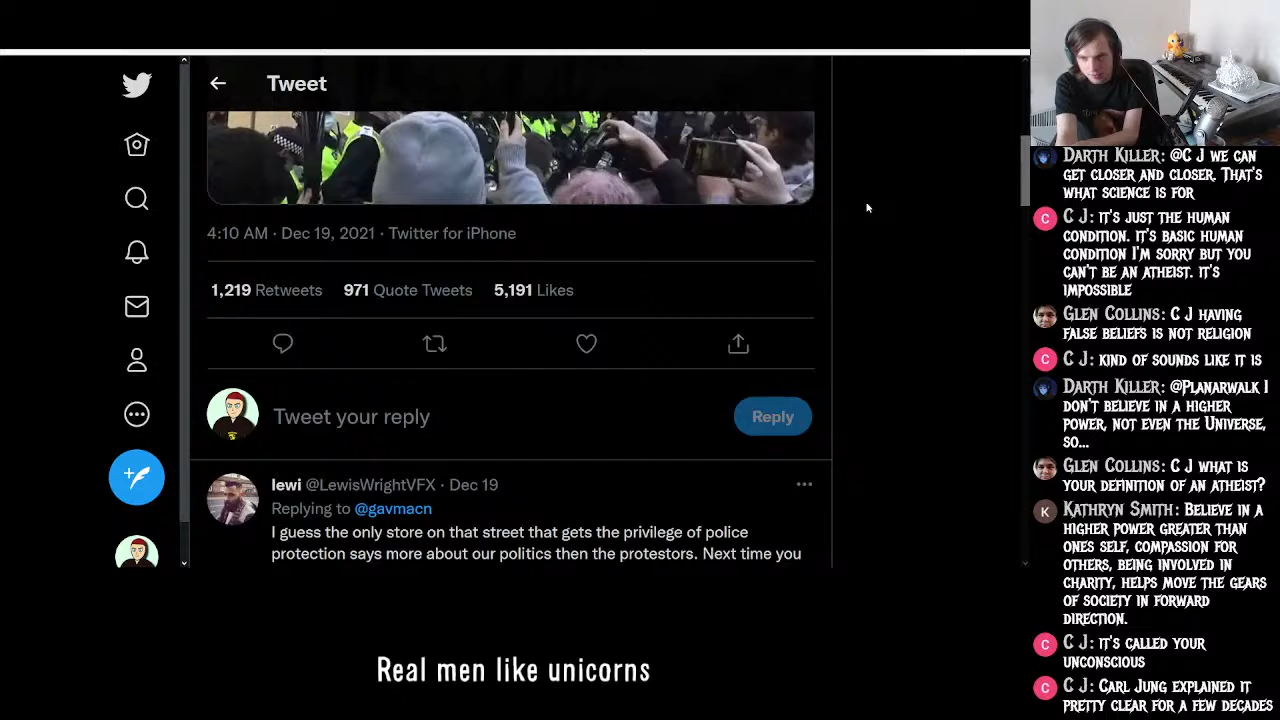 Tweet
4:10 AM · Dec 19, 2021 · Twitter for iPhone
1,219 Retweets 971 Quote Tweets 5,191 Likes
Tweet your reply
Reply
lewi @LewisWrightVFX · Dec 19
Replying to @gavmacn
I guess the only store on that street that gets the privilege of police
protection says more about our politics then the protestors. Next time you
Real men like unicorns
Darth Killer: @C J we can
get closer and closer. That's
what science is for
C J: It's just the human
condition. It's basic human
condition I'm sorry but you
can't be an atheist. It's
impossible
Glen Collins: C J having
false beliefs is not religion
C J: kind of sounds like it is
Darth Killer: @Planarwalk I
don't believe in a higher
power, not even the Universe,
so...
Glen Collins: C J what is
your definition of an atheist?
Kathryn Smith: Believe in a
higher power greater than
ones self, compassion for
others, being involved in
charity, helps move the gears
of society in forward
direction.
C J: It's called your
unconscious
C J: Carl Jung explained it
pretty clear for a few decades